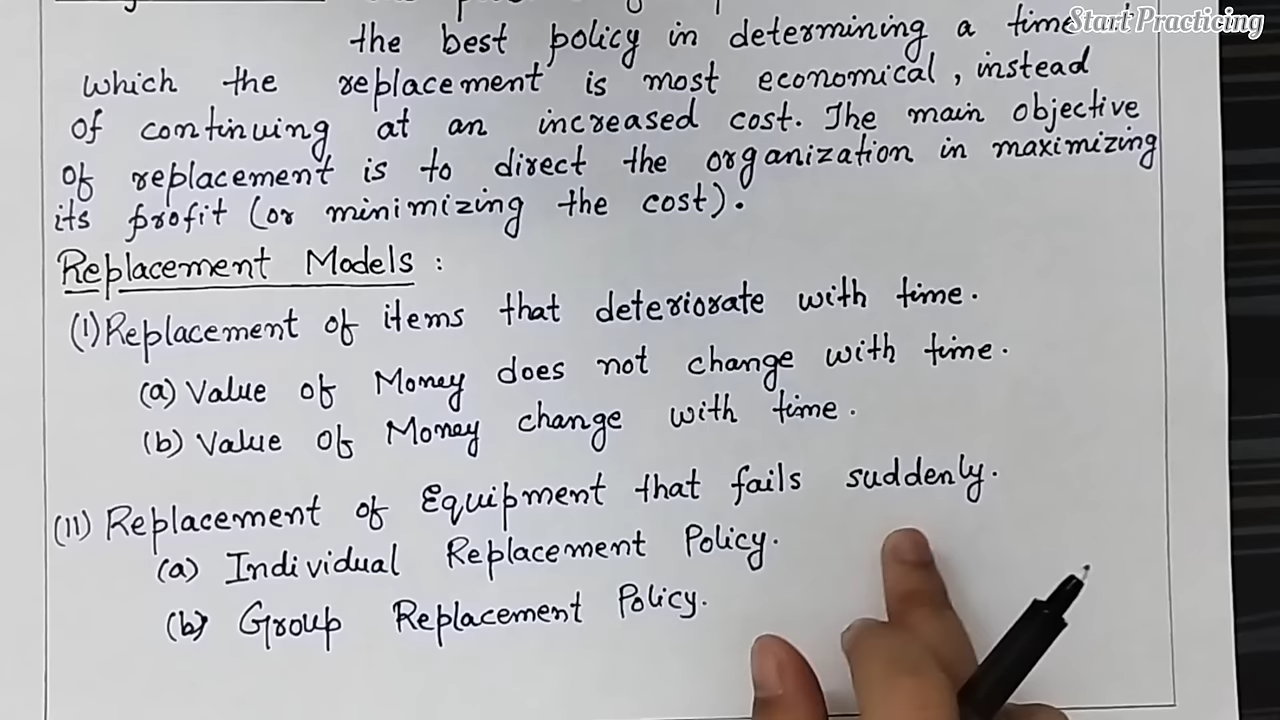 Start Practicing
the best policy in determining a time
which the replacement is most economical, instead
of continuing at an increased cost. The main objective
of replacement is to direct the organization in maximizing
its profit (or minimizing the cost).
Replacement Models :
(I) Replacement of items that deteriorate with time.
(a) Value of Money does not change with time.
(b) Value of Money change with time.
(II) Replacement of Equipment that fails suddenly.
(a) Individual Replacement Policy.
(b) Group Replacement Policy.